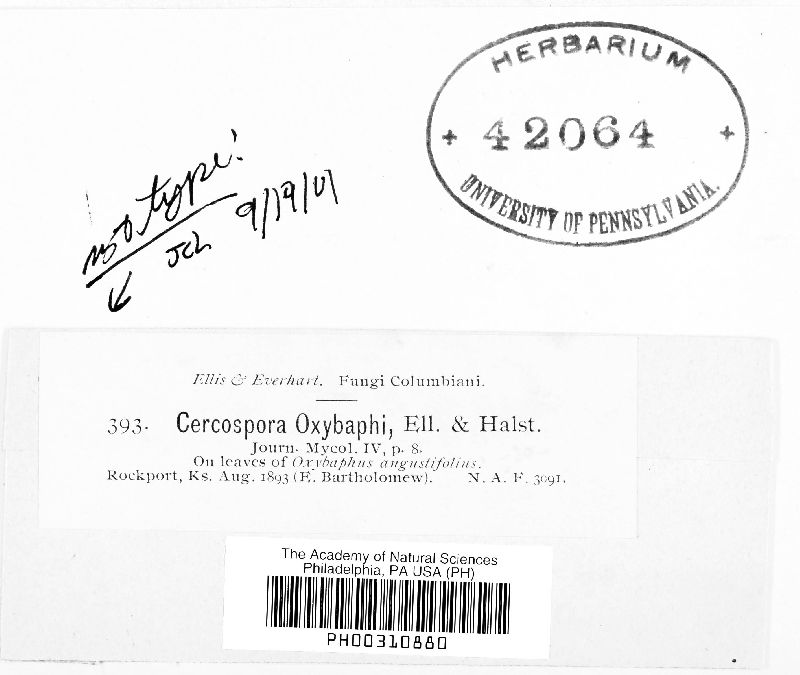 HERBARIUM
+ 42064 +
UNIVERSITY OF PENNSYLVANIA.
not type!
JCL 9/19/01
Ellis & Everhart. Fungi Columbiani.
393. Cercospora Oxybaphi, Ell. & Halst.
Journ. Mycol. IV, p. 8.
On leaves of Oxybaphus angustifolius.
Rockport, Ks. Aug. 1893 (E. Bartholomew). N. A. F. 3091.
The Academy of Natural Sciences
Philadelphia, PA USA (PH)
PH00310880